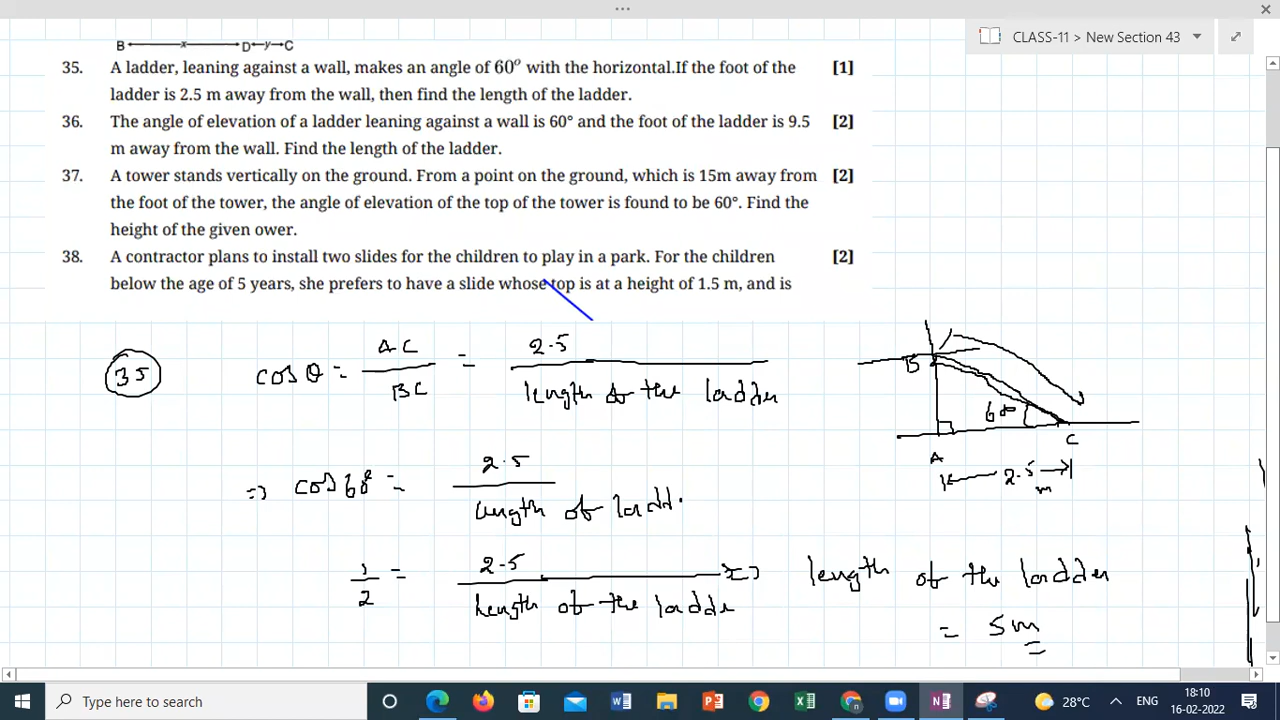 CLASS-11 > New Section 43
B x D y C
35. A ladder, leaning against a wall, makes an angle of 60° with the horizontal.If the foot of the [1]
ladder is 2.5 m away from the wall, then find the length of the ladder.
36. The angle of elevation of a ladder leaning against a wall is 60° and the foot of the ladder is 9.5 [2]
m away from the wall. Find the length of the ladder.
37. A tower stands vertically on the ground. From a point on the ground, which is 15m away from [2]
the foot of the tower, the angle of elevation of the top of the tower is found to be 60°. Find the
height of the given ower.
38. A contractor plans to install two slides for the children to play in a park. For the children [2]
below the age of 5 years, she prefers to have a slide whose top is at a height of 1.5 m, and is
35 cos θ = AC / BC = 2.5 / length of the ladder
B 60° A C
2.5 m
=> cos 60° = 2.5 / length of ladd
1/2 = 2.5 / length of the ladde => length of the ladder
= 5m
Type here to search
28°C ENG 18:10
16-02-2022